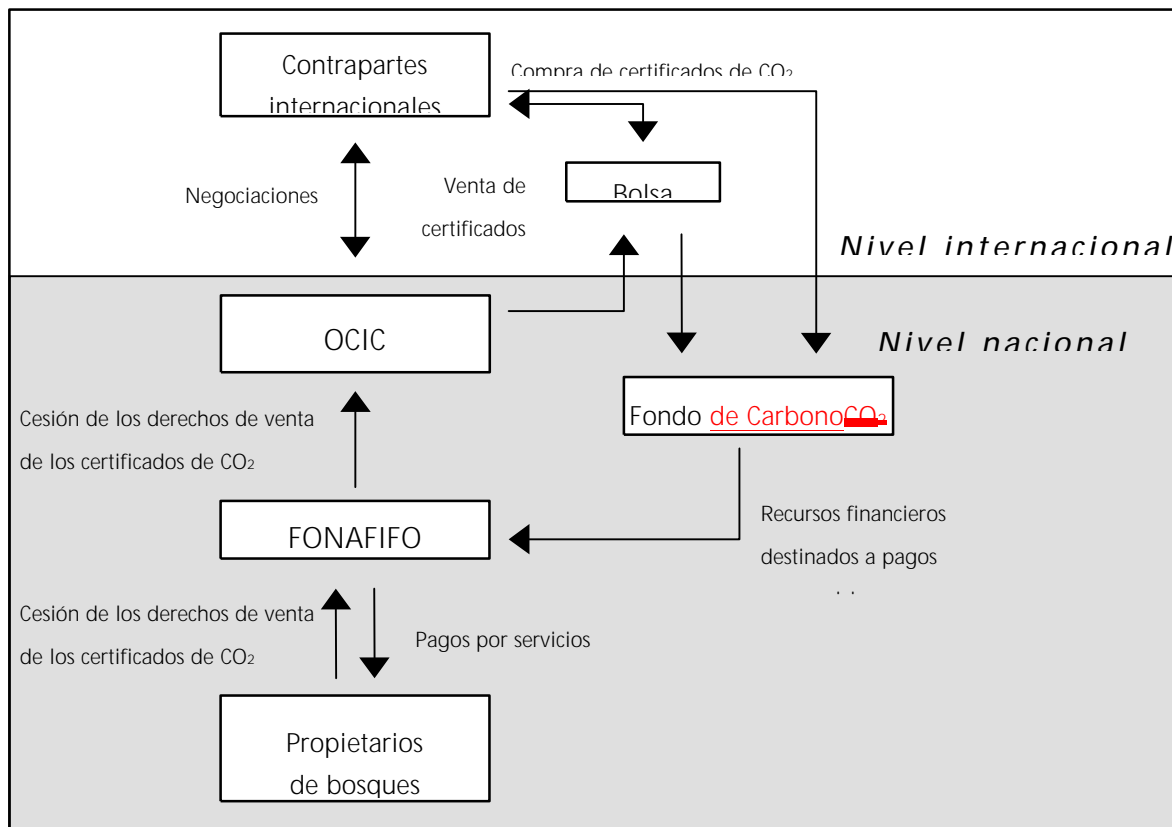 Contrapartes
internacionales
Compra de certificados de CO₂
Negociaciones
Venta de
certificados
Bolsa
Nivel internacional
OCIC
Nivel nacional
Fondo de CarbonoCO₂
Cesión de los derechos de venta
de los certificados de CO₂
FONAFIFO
Recursos financieros
destinados a pagos
Cesión de los derechos de venta
de los certificados de CO₂
Pagos por servicios
Propietarios
de bosques